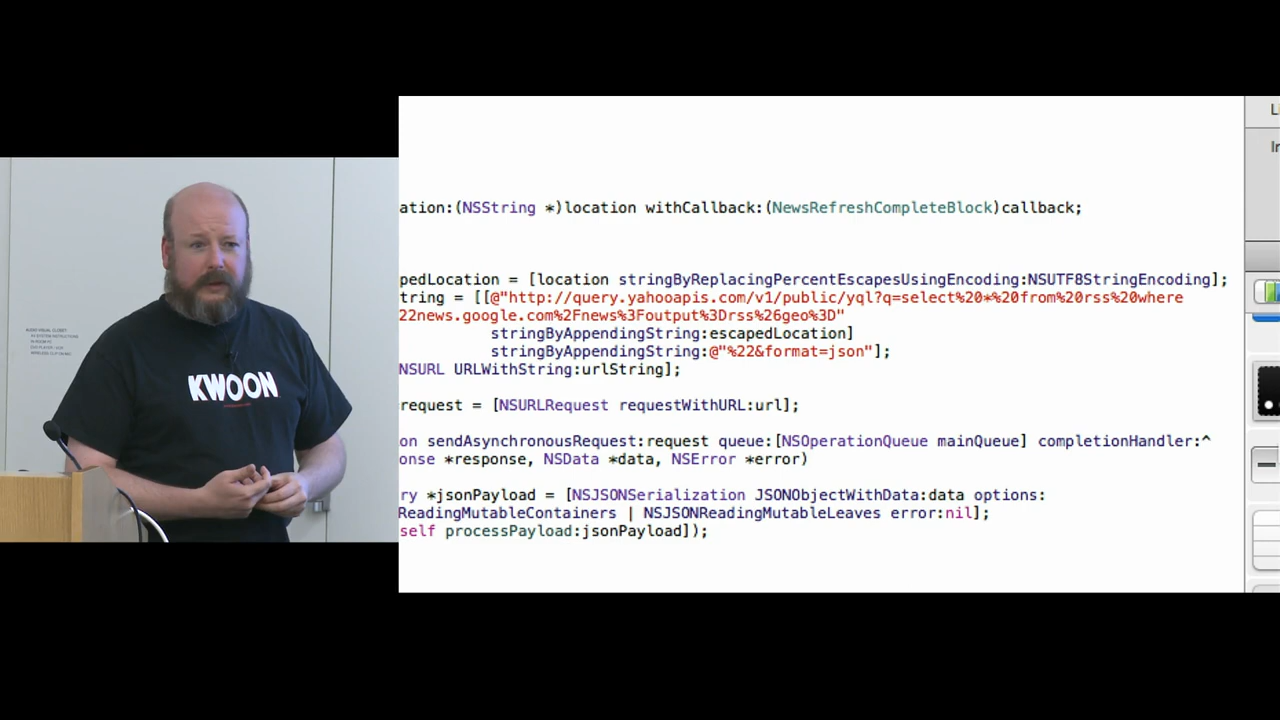 AUDIO VISUAL CLOSET
KWOON
ation:(NSString *)location withCallback:(NewsRefreshCompleteBlock)callback;
pedLocation = [location stringByReplacingPercentEscapesUsingEncoding:NSUTF8StringEncoding];
tring = [[@"http://query.yahooapis.com/v1/public/yql?q=select%20*%20from%20rss%20where
22news.google.com%2Fnews%3Foutput%3Drss%26geo%3D"
stringByAppendingString:escapedLocation]
stringByAppendingString:@"%22&format=json"];
NSURL URLWithString:urlString];
request = [NSURLRequest requestWithURL:url];
on sendAsynchronousRequest:request queue:[NSOperationQueue mainQueue] completionHandler:^
onse *response, NSData *data, NSError *error)
ry *jsonPayload = [NSJSONSerialization JSONObjectWithData:data options:
ReadingMutableContainers | NSJSONReadingMutableLeaves error:nil];
self processPayload:jsonPayload]);